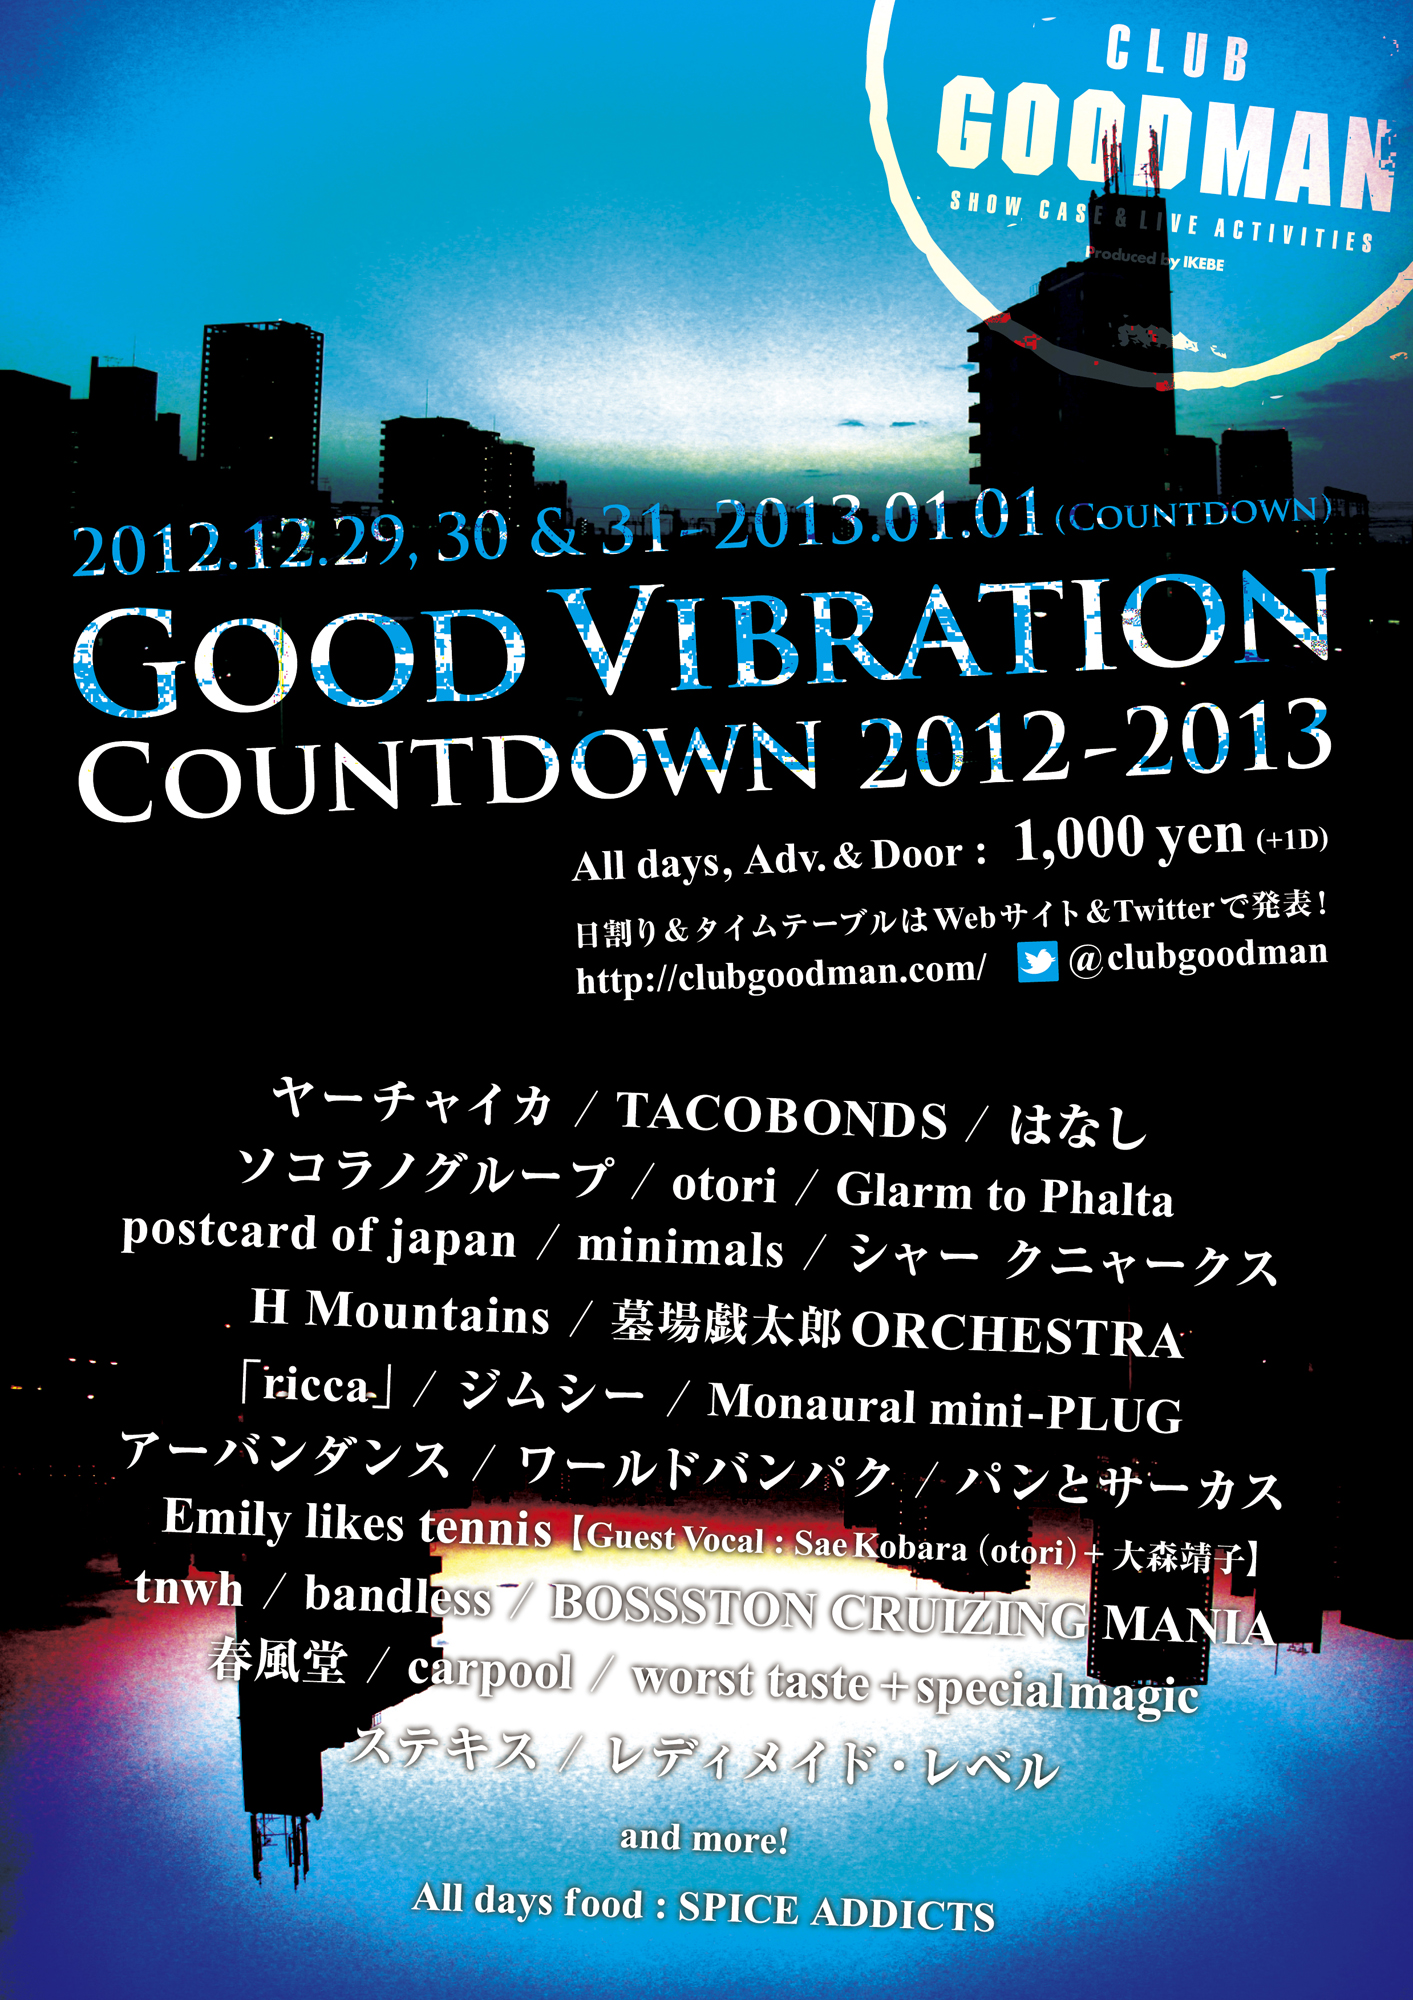 CLUB
GOODMAN
SHOW CASE & LIVE ACTIVITIES
Produced by IKEBE
2012.12.29, 30 & 31 - 2013.01.01 (COUNTDOWN)
GOOD VIBRATION
COUNTDOWN 2012-2013
All days, Adv. & Door : 1,000 yen (+1D)
日割り&タイムテーブルはWebサイト&Twitterで発表!
http://clubgoodman.com/ @clubgoodman
ヤーチャイカ / TACOBONDS / はなし
ソコラノグループ / otori / Glarm to Phalta
postcard of japan / minimals / シャー クニャークス
H Mountains / 墓場戯太郎ORCHESTRA
「ricca」 / ジムシー / Monaural mini-PLUG
アーバンダンス / ワールドバンパク / パンとサーカス
Emily likes tennis 【Guest Vocal : Sae Kobara (otori) + 大森靖子】
tnwh / bandless / BOSSSTON CRUIZING MANIA
春風堂 / carpool / worst taste + specialmagic
ステキス / レディメイド・レベル
and more!
All days food : SPICE ADDICTS